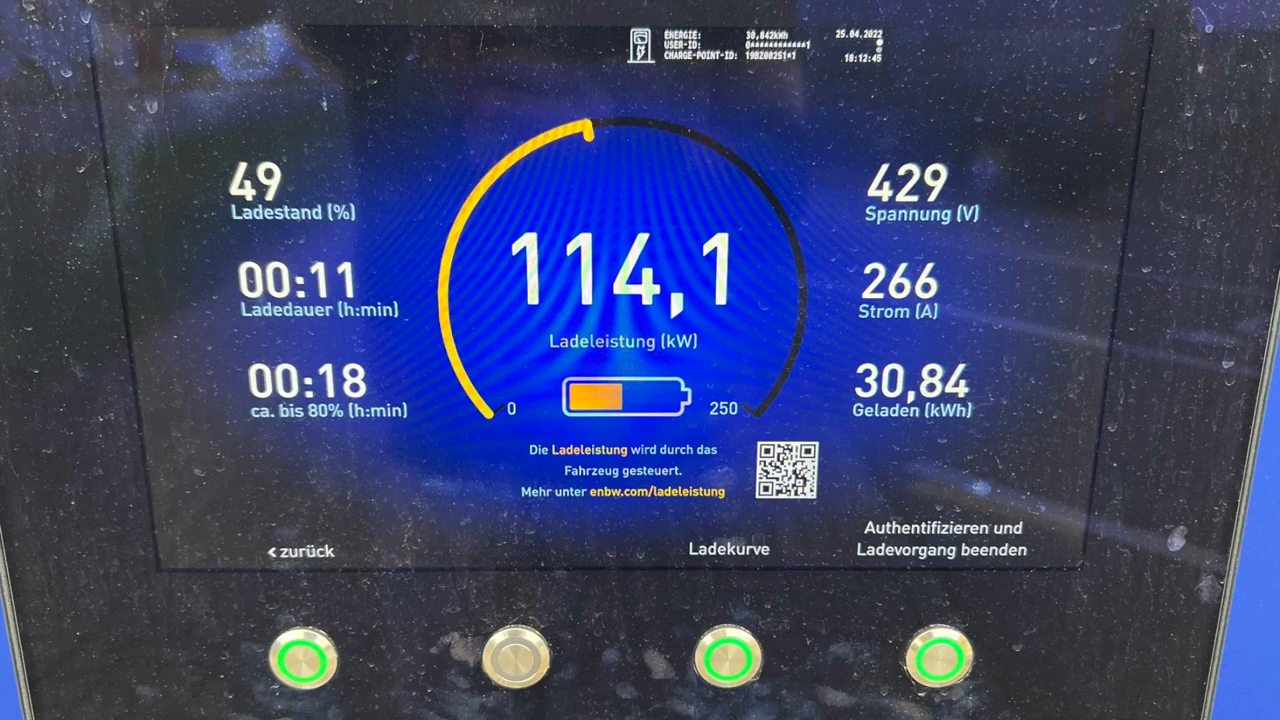 ENERGIE: 30,842kWh 25.04.2022
USER-ID: 0************1
CHARGE-POINT-ID: 18:12:45
49
Ladestand (%)
00:11
Ladedauer (h:min)
00:18
ca. bis 80% (h:min)
114,1
Ladeleistung (kW)
0
250
429
Spannung (V)
266
Strom (A)
30,84
Geladen (kWh)
Die Ladeleistung wird durch das
Fahrzeug gesteuert.
Mehr unter enbw.com/ladeleistung
< zurück
Ladekurve
Authentifizieren und
Ladevorgang beenden